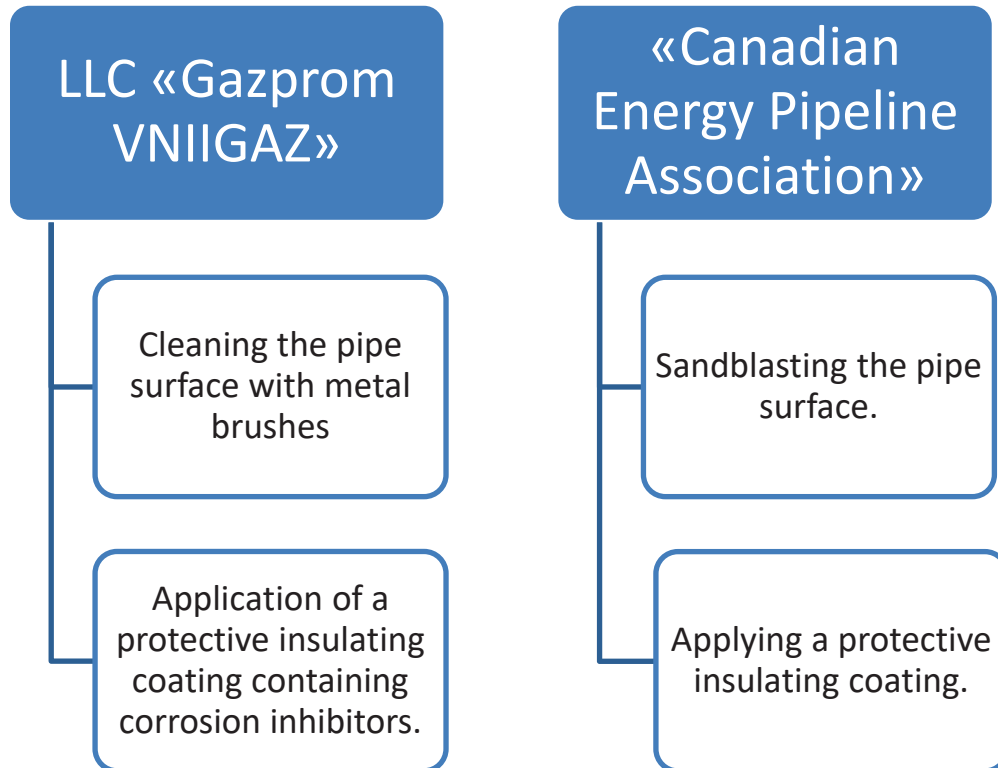 LLC «Gazprom
VNIIGAZ»
Cleaning the pipe
surface with metal
brushes
Application of a
protective insulating
coating containing
corrosion inhibitors.
«Canadian
Energy Pipeline
Association»
Sandblasting the pipe
surface.
Applying a protective
insulating coating.